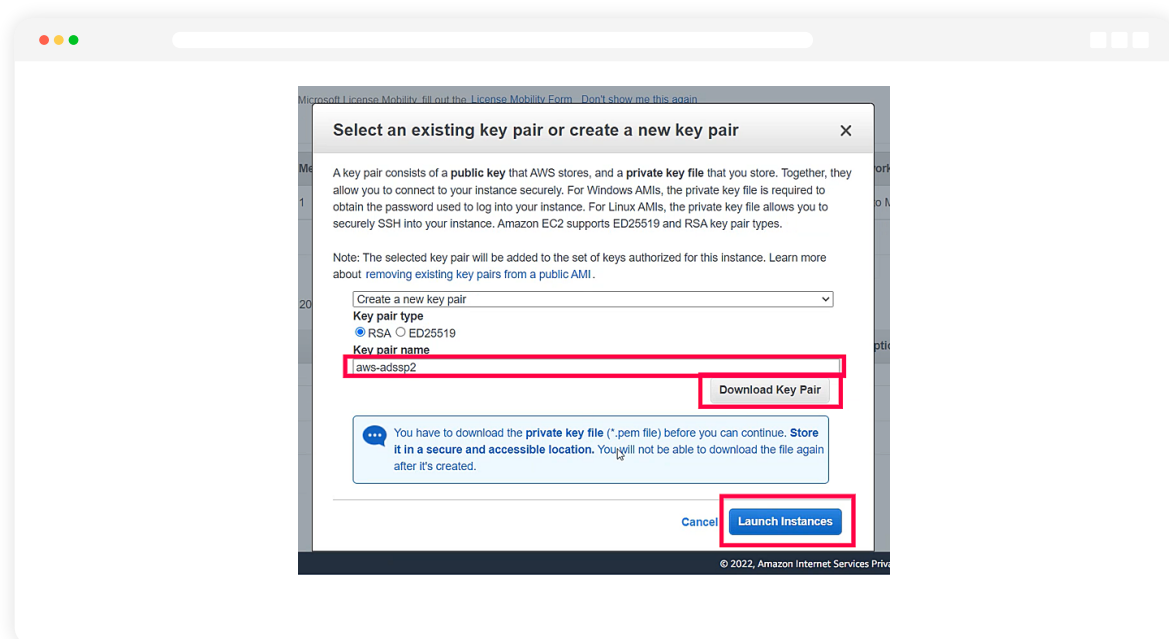 Microsoft License Mobility, fill out the License Mobility Form Don't show me this again
Select an existing key pair or create a new key pair
Me
ork
1
to M
A key pair consists of a public key that AWS stores, and a private key file that you store. Together, they
allow you to connect to your instance securely. For Windows AMIs, the private key file is required to
obtain the password used to log into your instance. For Linux AMIs, the private key file allows you to
securely SSH into your instance. Amazon EC2 supports ED25519 and RSA key pair types.
Note: The selected key pair will be added to the set of keys authorized for this instance. Learn more
about removing existing key pairs from a public AMI.
20
Create a new key pair
Key pair type
RSA ED25519
ptio
Key pair name
aws-adssp2
Download Key Pair
You have to download the private key file (*.pem file) before you can continue. Store
it in a secure and accessible location. You will not be able to download the file again
after it's created.
Cancel Launch Instances
© 2022, Amazon Internet Services Priva